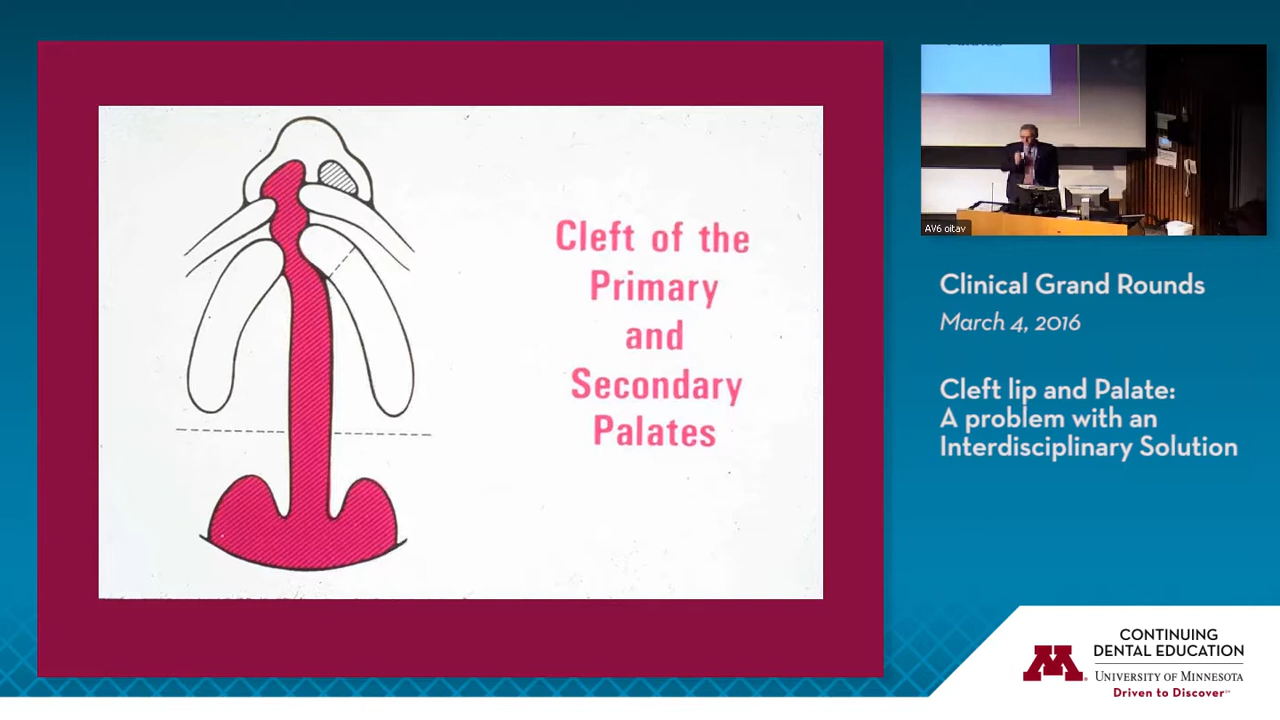 Cleft of the
Primary
and
Secondary
Palates
AV6 oitav
Clinical Grand Rounds
March 4, 2016
Cleft lip and Palate:
A problem with an
Interdisciplinary Solution
CONTINUING
DENTAL EDUCATION
UNIVERSITY OF MINNESOTA
Driven to Discover